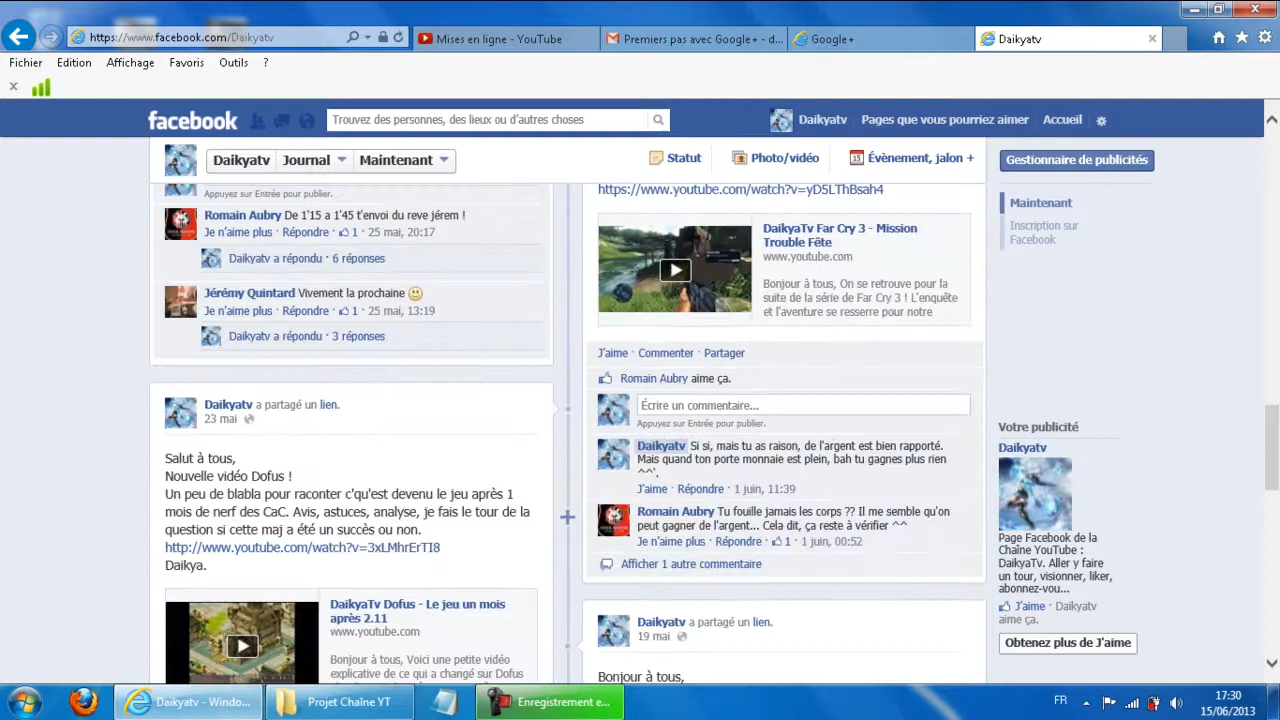 https://www.facebook.com/Daikyatv
Mises en ligne - YouTube
Premiers pas avec Google+ - d...
Google+
Daikyatv
Fichier Edition Affichage Favoris Outils ?
facebook
Trouvez des personnes, des lieux ou d'autres choses
Daikyatv Pages que vous pourriez aimer Accueil
Daikyatv Journal Maintenant
Statut Photo/vidéo Évènement, jalon +
Gestionnaire de publicités
Maintenant
Inscription sur
Facebook
Appuyez sur Entrée pour publier.
Romain Aubry De 1'15 a 1'45 t'envoi du reve jérem !
Je n'aime plus · Répondre · 1 · 25 mai, 20:17
Daikyatv a répondu · 6 réponses
Jérémy Quintard Vivement la prochaine
Je n'aime plus · Répondre · 1 · 25 mai, 13:19
Daikyatv a répondu · 3 réponses
Daikyatv a partagé un lien.
23 mai
Salut à tous,
Nouvelle vidéo Dofus !
Un peu de blabla pour raconter c'qu'est devenu le jeu après 1
mois de nerf des CaC. Avis, astuces, analyse, je fais le tour de la
question si cette maj a été un succès ou non.
http://www.youtube.com/watch?v=3xLMhrErTI8
Daikya.
DaikyaTv Dofus - Le jeu un mois
après 2.11
www.youtube.com
Bonjour à tous, Voici une petite vidéo
explicative de ce qui a changé sur Dofus
https://www.youtube.com/watch?v=yD5LThBsah4
DaikyaTv Far Cry 3 - Mission
Trouble Fête
www.youtube.com
Bonjour à tous, On se retrouve pour la
suite de la série de Far Cry 3 ! L'enquête
et l'aventure se resserre pour notre
J'aime · Commenter · Partager
Romain Aubry aime ça.
Écrire un commentaire...
Appuyez sur Entrée pour publier.
Daikyatv Si si, mais tu as raison, de l'argent est bien rapporté.
Mais quand ton porte monnaie est plein, bah tu gagnes plus rien
^^'.
J'aime · Répondre · 1 juin, 11:39
Romain Aubry Tu fouille jamais les corps ?? Il me semble qu'on
peut gagner de l'argent... Cela dit, ça reste à vérifier ^^
Je n'aime plus · Répondre · 1 · 1 juin, 00:52
Afficher 1 autre commentaire
Daikyatv a partagé un lien.
19 mai
Bonjour à tous,
Votre publicité
Daikyatv
Page Facebook de la
Chaîne YouTube :
DaikyaTv. Aller y faire
un tour, visionner, liker,
abonnez-vou...
J'aime · Daikyatv
aime ça.
Obtenez plus de J'aime
Daikyatv - Windo...
Projet Chaîne YT
Enregistrement e...
FR
17:30
15/06/2013